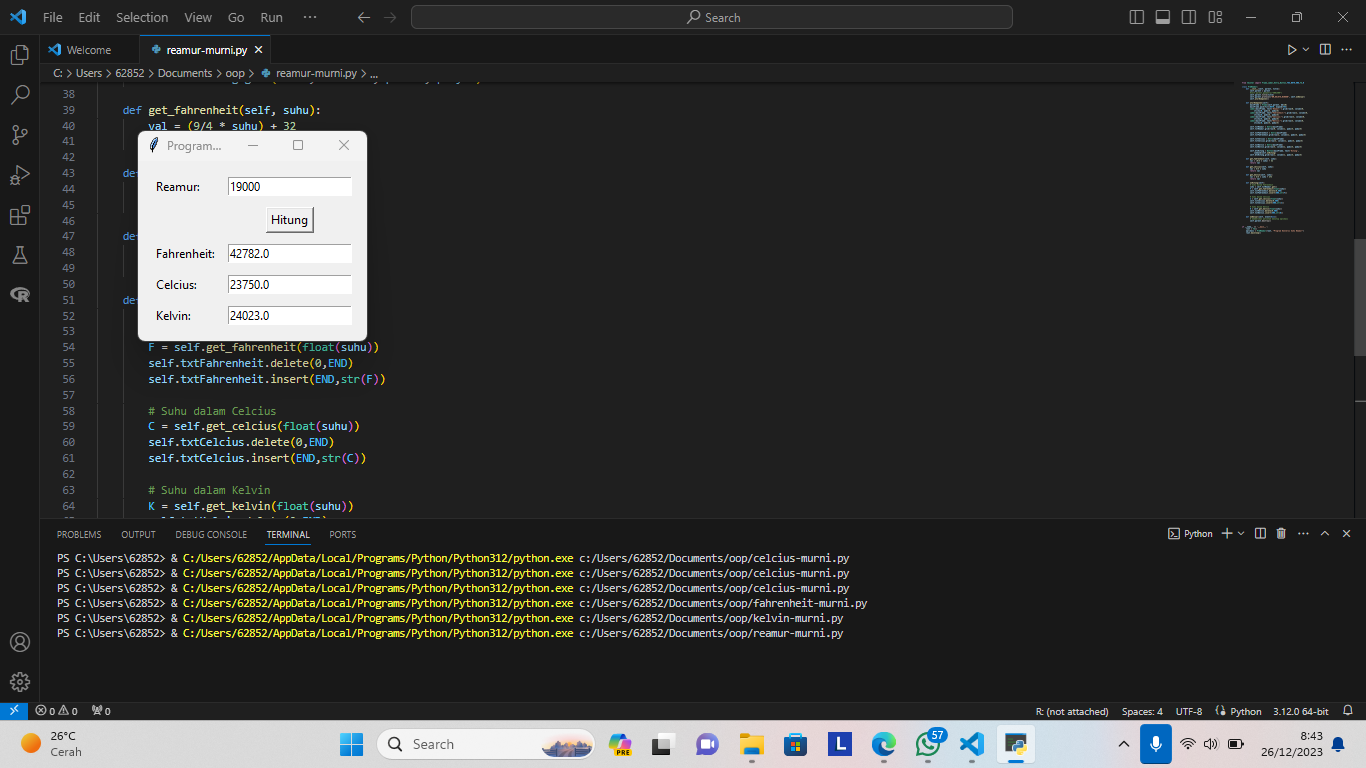 File Edit Selection View Go Run ··· Search
Welcome reamur-murni.py
C: > Users > 62852 > Documents > oop > reamur-murni.py > ...
38
39 def get_fahrenheit(self, suhu):
40 val = (9/4 * suhu) + 32
41
Program...
42
43 de
Reamur: 19000
44
45
46
Hitung
47 de
48
Fahrenheit: 42782.0
49
50
Celcius: 23750.0
51 de
52
Kelvin: 24023.0
53
54 F = self.get_fahrenheit(float(suhu))
55 self.txtFahrenheit.delete(0,END)
56 self.txtFahrenheit.insert(END,str(F))
57
58 # Suhu dalam Celcius
59 C = self.get_celcius(float(suhu))
60 self.txtCelcius.delete(0,END)
61 self.txtCelcius.insert(END,str(C))
62
63 # Suhu dalam Kelvin
64 K = self.get_kelvin(float(suhu))
PROBLEMS OUTPUT DEBUG CONSOLE TERMINAL PORTS Python
PS C:\Users\62852> & C:/Users/62852/AppData/Local/Programs/Python/Python312/python.exe c:/Users/62852/Documents/oop/celcius-murni.py
PS C:\Users\62852> & C:/Users/62852/AppData/Local/Programs/Python/Python312/python.exe c:/Users/62852/Documents/oop/celcius-murni.py
PS C:\Users\62852> & C:/Users/62852/AppData/Local/Programs/Python/Python312/python.exe c:/Users/62852/Documents/oop/celcius-murni.py
PS C:\Users\62852> & C:/Users/62852/AppData/Local/Programs/Python/Python312/python.exe c:/Users/62852/Documents/oop/fahrenheit-murni.py
PS C:\Users\62852> & C:/Users/62852/AppData/Local/Programs/Python/Python312/python.exe c:/Users/62852/Documents/oop/kelvin-murni.py
PS C:\Users\62852> & C:/Users/62852/AppData/Local/Programs/Python/Python312/python.exe c:/Users/62852/Documents/oop/reamur-murni.py
0 0 0 R: (not attached) Spaces: 4 UTF-8 Python 3.12.0 64-bit
26°C
Cerah
Search
PRE
L
57
8:43
26/12/2023